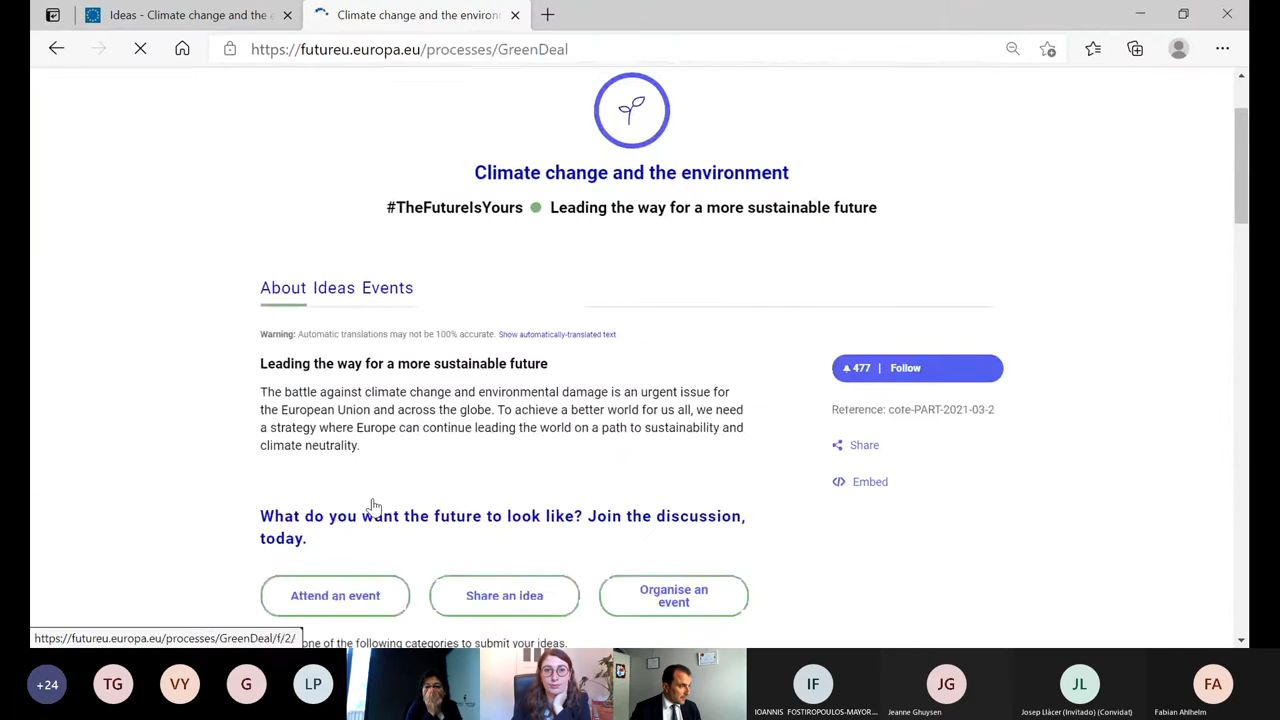 Ideas - Climate change and the e
Climate change and the environ
https://futureu.europa.eu/processes/GreenDeal
Climate change and the environment
#TheFutureIsYours
Leading the way for a more sustainable future
About Ideas Events
Warning: Automatic translations may not be 100% accurate. Show automatically-translated text
Leading the way for a more sustainable future
The battle against climate change and environmental damage is an urgent issue for
the European Union and across the globe. To achieve a better world for us all, we need
a strategy where Europe can continue leading the world on a path to sustainability and
climate neutrality.
477 | Follow
Reference: cote-PART-2021-03-2
Share
Embed
What do you want the future to look like? Join the discussion,
today.
Attend an event
Share an idea
Organise an
event
https://futureu.europa.eu/processes/GreenDeal/f/2/
one of the following categories to submit your ideas.
+24
TG
VY
G
LP
IF
JG
JL
FA
IOANNIS FOSTIROPOULOS-MAYOR...
Jeanne Ghuysen
Josep Llàcer (Invitado) (Convidat)
Fabian Ahlhelm